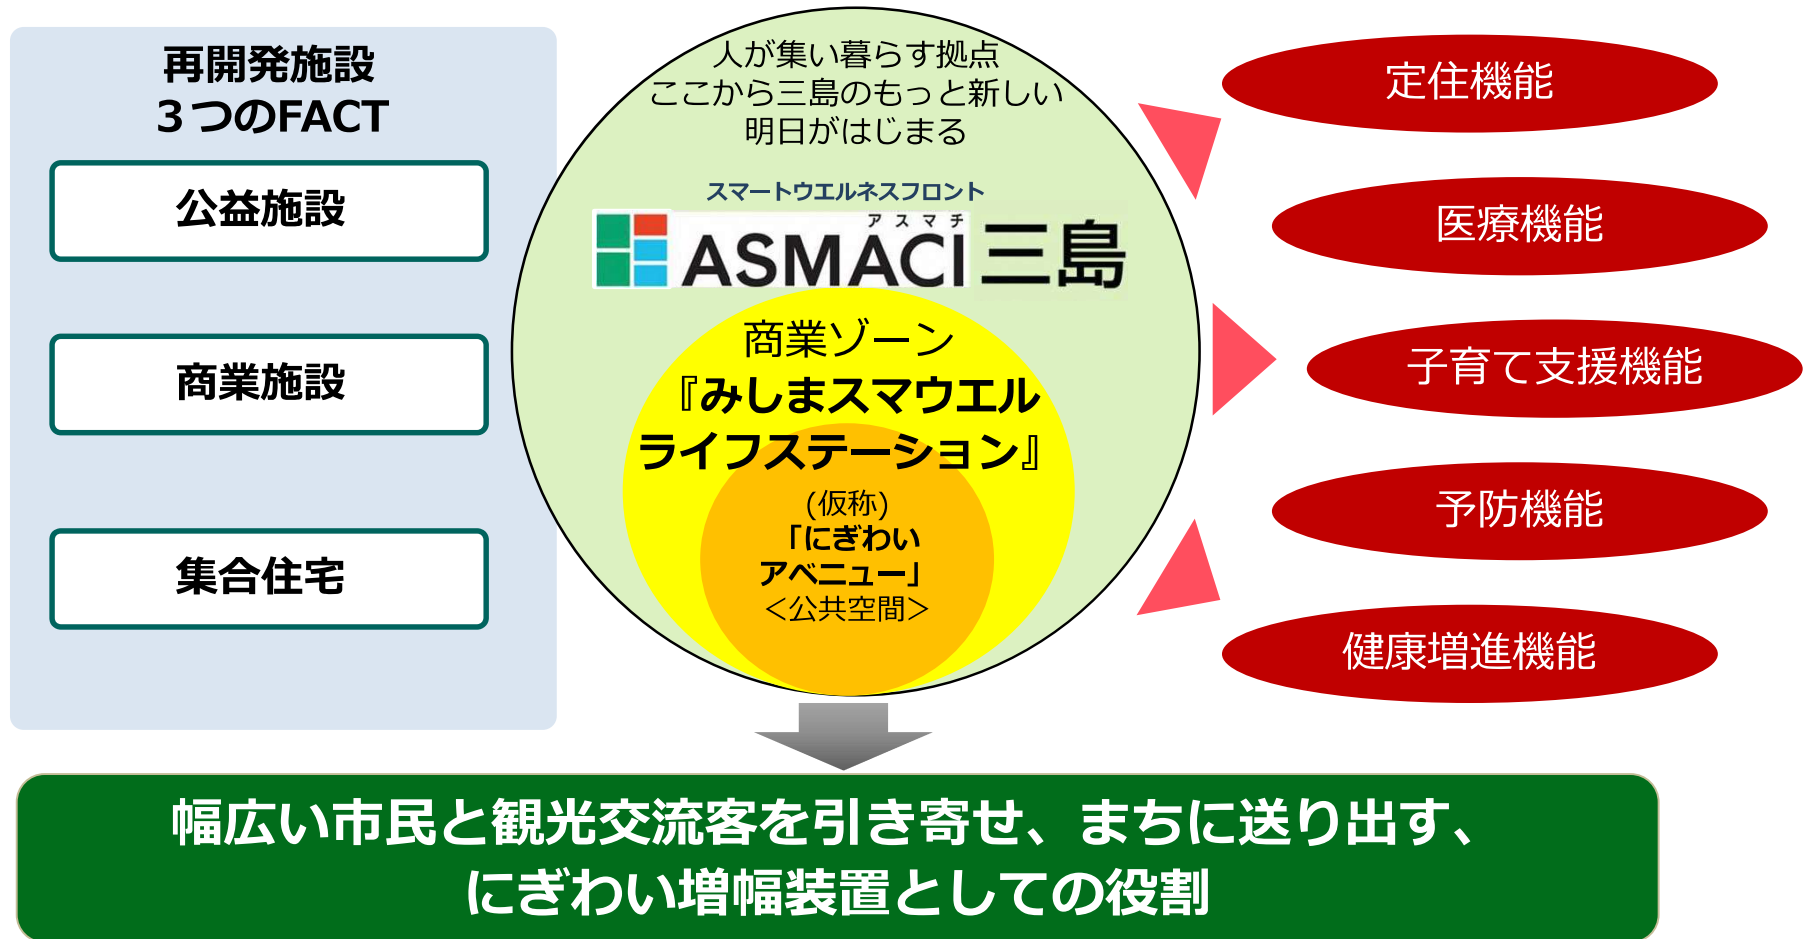 再開発施設
３つのFACT
公益施設
商業施設
集合住宅
人が集い暮らす拠点
ここから三島のもっと新しい
明日がはじまる
スマートウエルネスフロント
アスマチ
ASMACI三島
商業ゾーン
『みしまスマウエル
ライフステーション』
(仮称)
「にぎわい
アベニュー」
＜公共空間＞
定住機能
医療機能
子育て支援機能
予防機能
健康増進機能
幅広い市民と観光交流客を引き寄せ、まちに送り出す、
にぎわい増幅装置としての役割